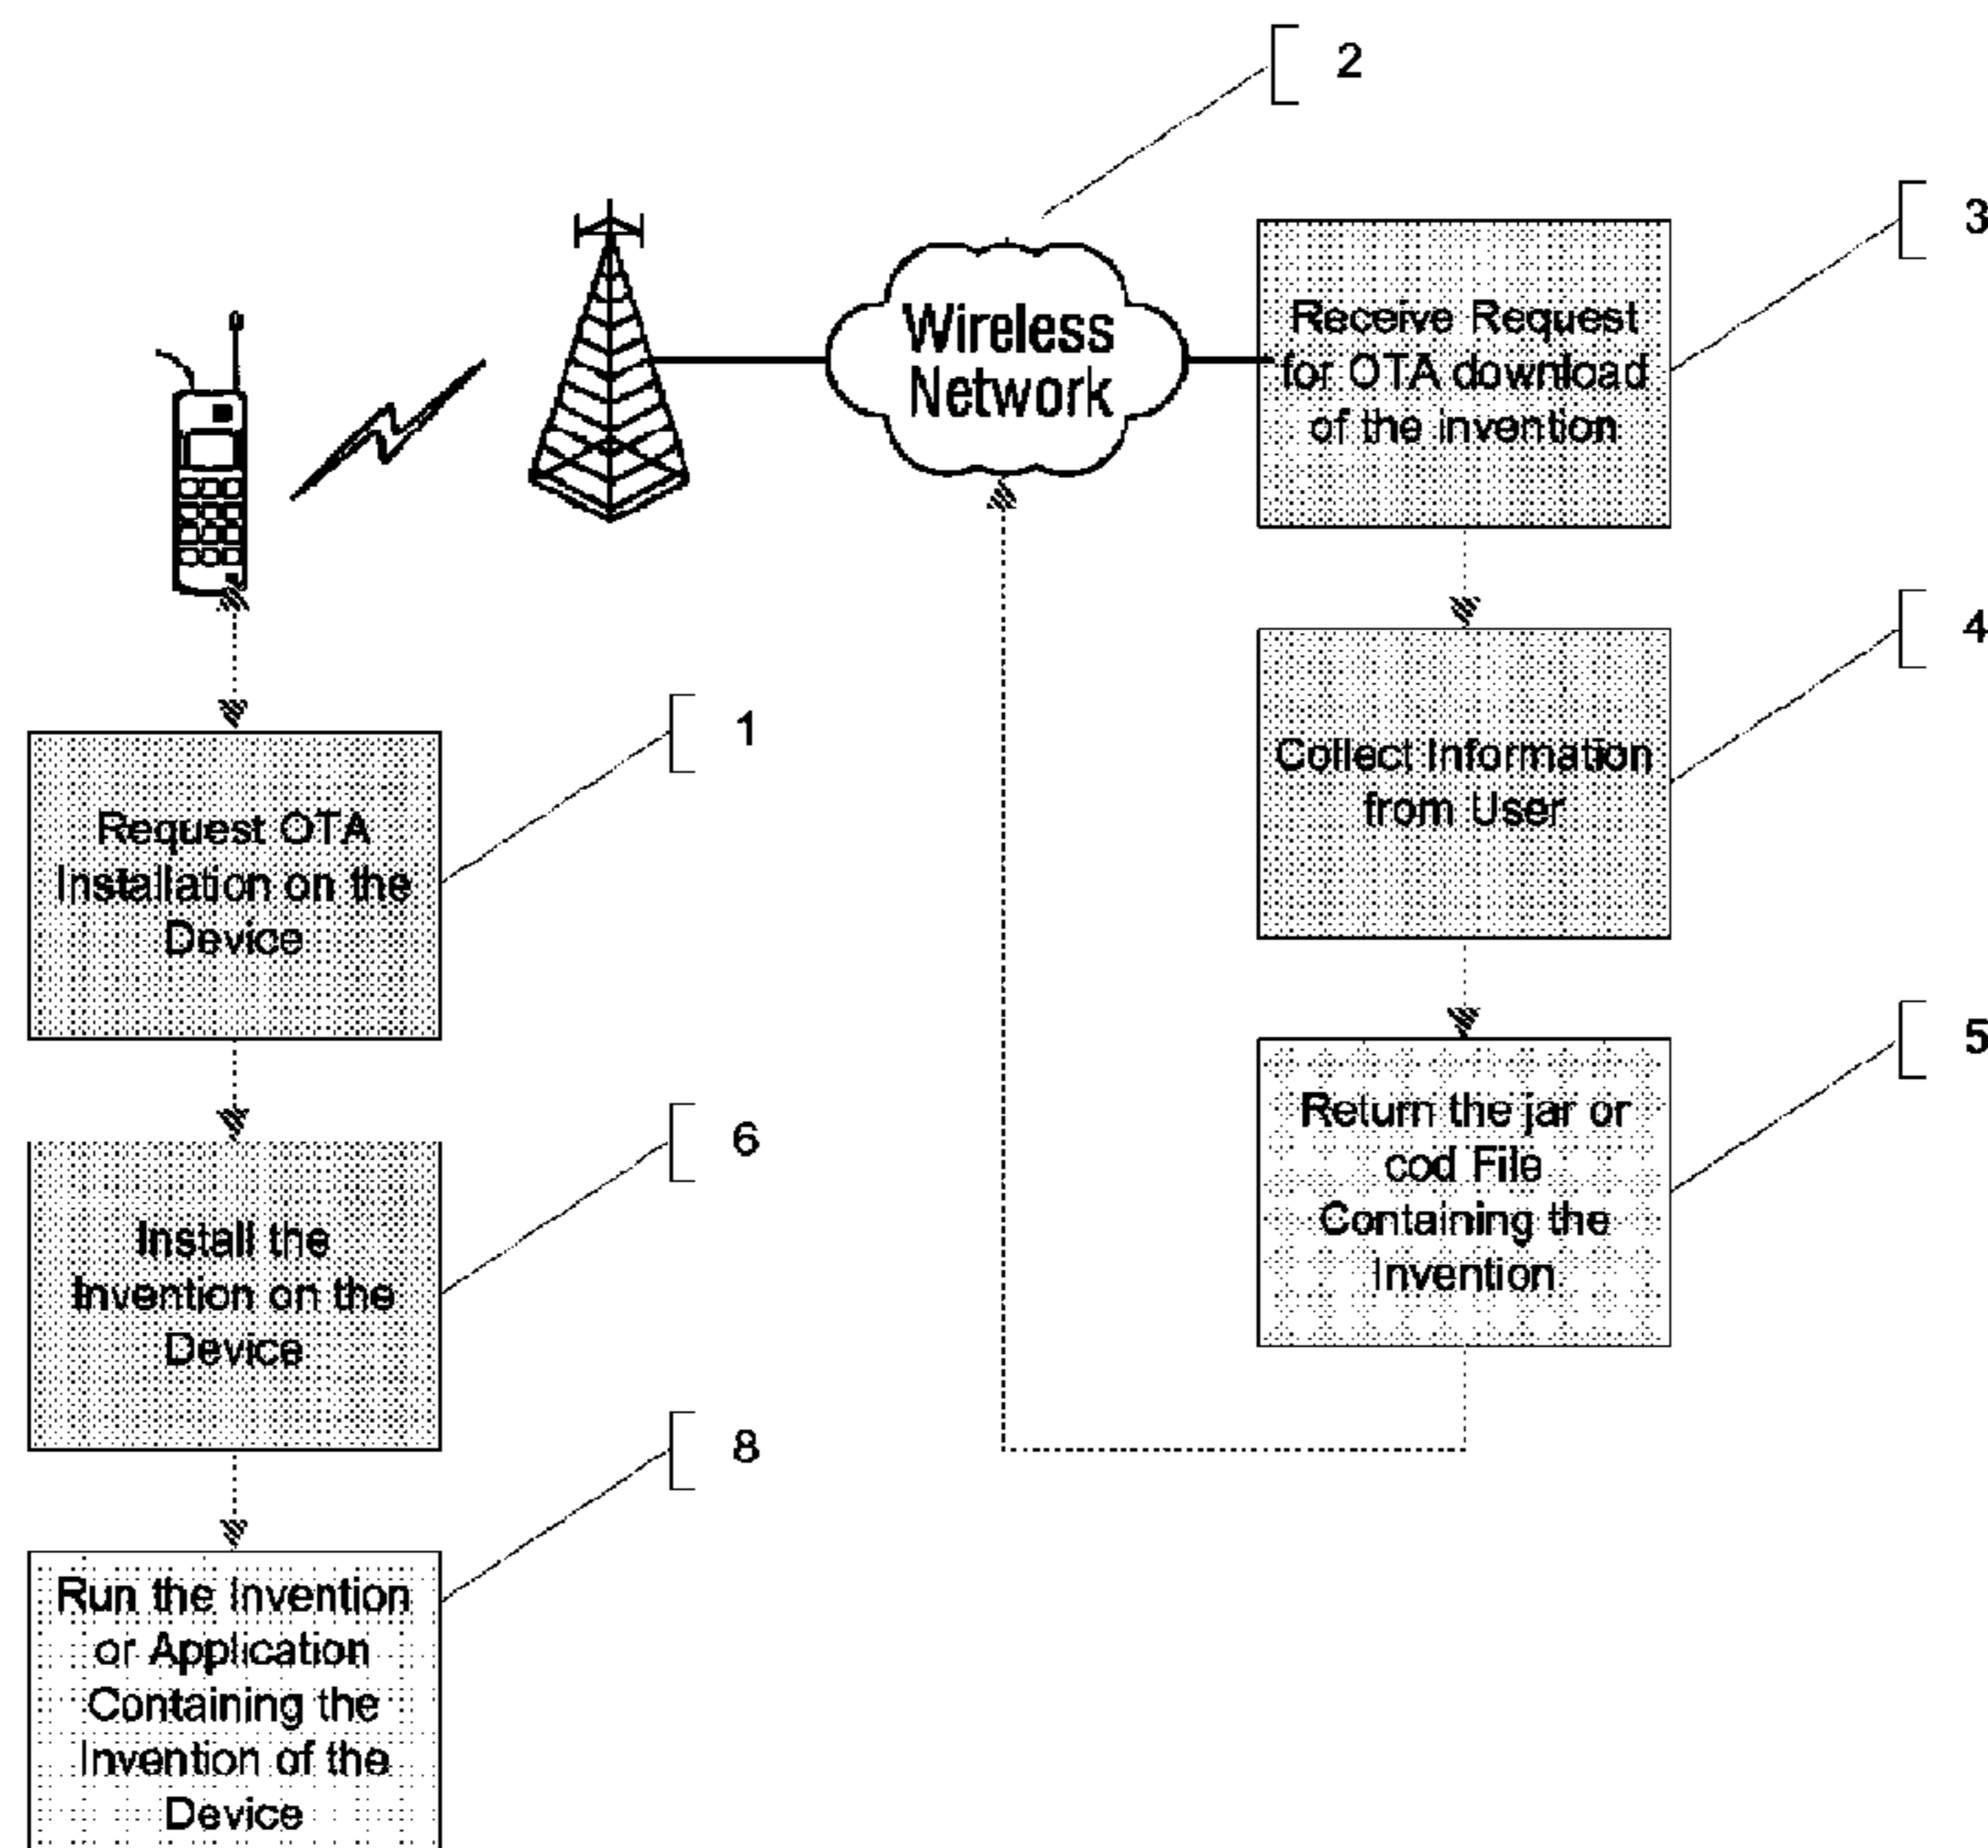 2
Wireless
Network
3
Receive Request
for OTA download
of the invention
4
Collect Information
from User
1
Request OTA
Installation on the
Device
5
Return the jar or
cod File
Containing the
Invention
6
Install the
Invention on the
Device
8
Run the Invention
or Application
Containing the
Invention of the
Device